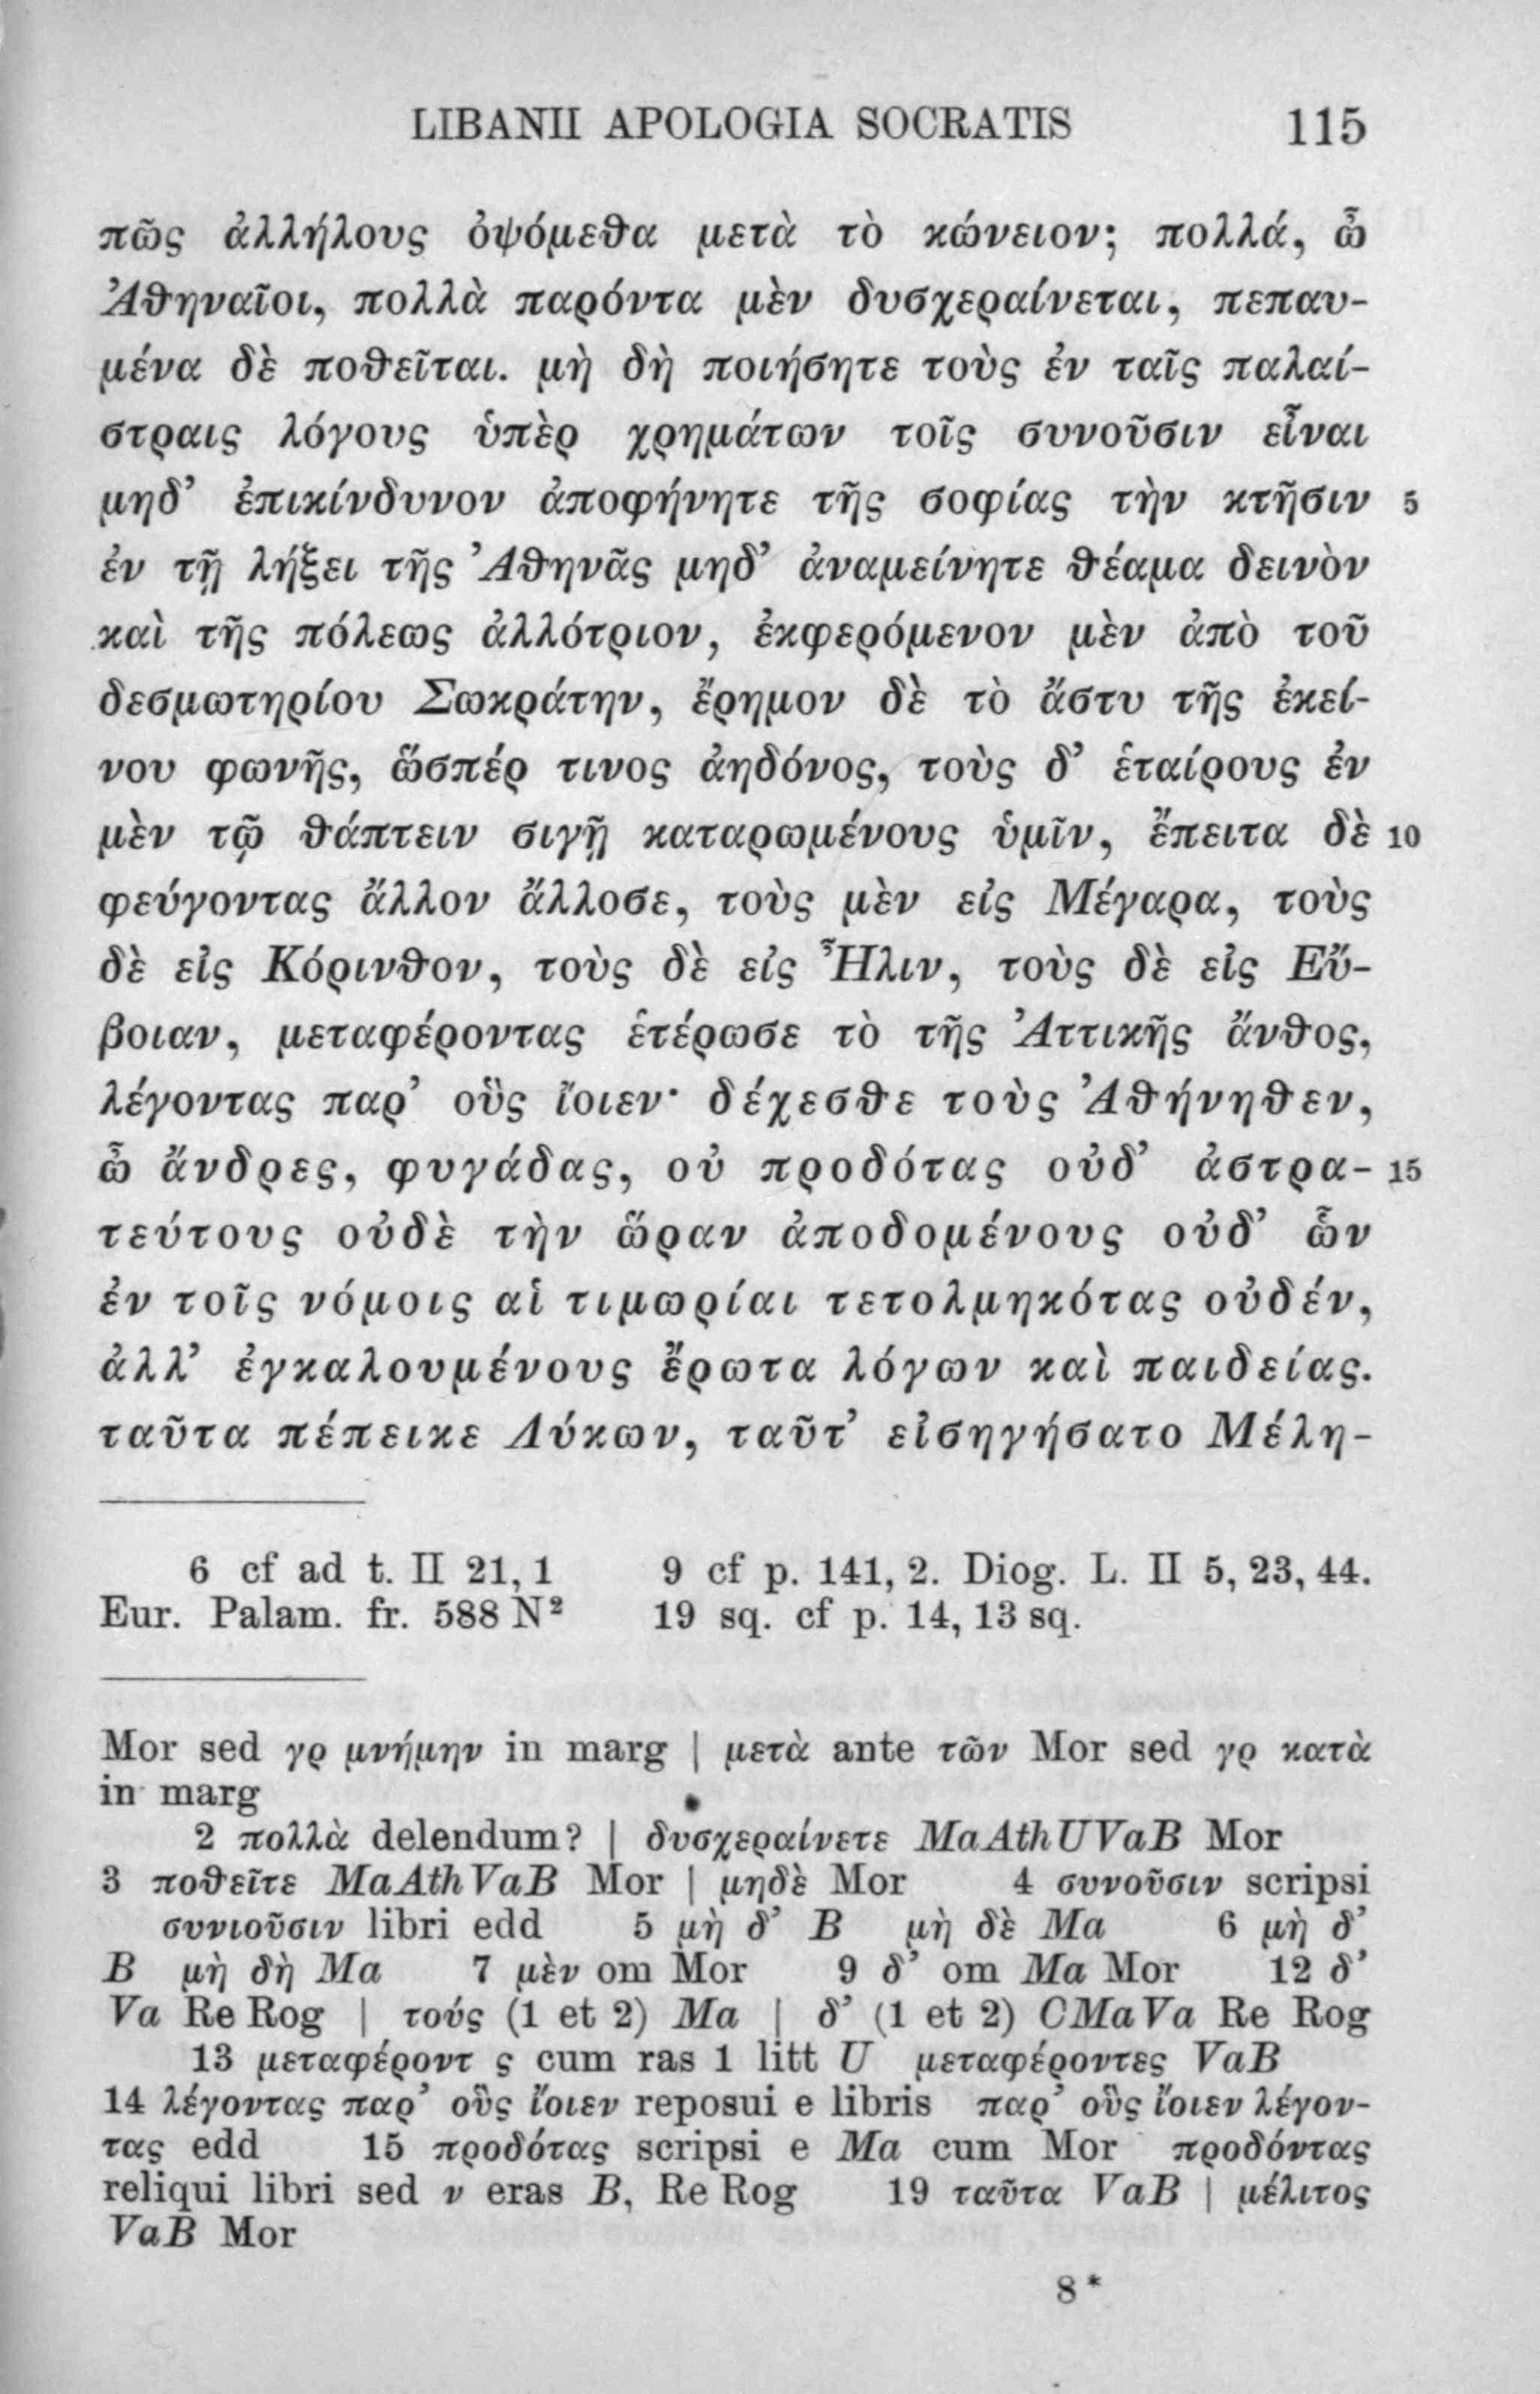 LIBANII APOLOGIA SOCRATIS 115
πῶς ἀλλήλους ὀψόμεθα μετὰ τὸ κώνειον; πολλά, ὦ
Ἀθηναῖοι, πολλὰ παρόντα μὲν δυσχεραίνεται, πεπαυ-
μένα δὲ ποθεῖται. μὴ δὴ ποιήσητε τοὺς ἐν ταῖς παλαί-
στραις λόγους ὑπὲρ χρημάτων τοῖς συνοῦσιν εἶναι
μηδ’ ἐπικίνδυνον ἀποφήνητε τῆς σοφίας τὴν κτῆσιν 5
ἐν τῇ λήξει τῆς Ἀθηνᾶς μηδ’ ἀναμείνητε θέαμα δεινὸν
καὶ τῆς πόλεως ἀλλότριον, ἐκφερόμενον μὲν ἀπὸ τοῦ
δεσμωτηρίου Σωκράτην, ἔρημον δὲ τὸ ἄστυ τῆς ἐκεί-
νου φωνῆς, ὥσπέρ τινος ἀηδόνος, τοὺς δ’ ἑταίρους ἐν
μὲν τῷ θάπτειν σιγῇ καταρωμένους ὑμῖν, ἔπειτα δὲ 10
φεύγοντας ἄλλον ἄλλοσε, τοὺς μὲν εἰς Μέγαρα, τοὺς
δὲ εἰς Κόρινθον, τοὺς δὲ εἰς Ἦλιν, τοὺς δὲ εἰς Εὔ-
βοιαν, μεταφέροντας ἑτέρωσε τὸ τῆς Ἀττικῆς ἄνθος,
λέγοντας παρ’ οὓς ἴοιεν· δέχεσθε τοὺς Ἀθήνηθεν,
ὦ ἄνδρες, φυγάδας, οὐ προδότας οὐδ’ ἀστρα- 15
τεύτους οὐδὲ τὴν ὥραν ἀποδομένους οὐδ’ ὧν
ἐν τοῖς νόμοις αἱ τιμωρίαι τετολμηκότας οὐδέν,
ἀλλ’ ἐγκαλουμένους ἔρωτα λόγων καὶ παιδείας.
ταῦτα πέπεικε Λύκων, ταῦτ’ εἰσηγήσατο Μέλη-
6 cf ad t. II 21, 1 9 cf p. 141, 2. Diog. L. II 5, 23, 44.
Eur. Palam. fr. 588 N² 19 sq. cf p. 14, 13 sq.
Mor sed γρ μνήμην in marg | μετὰ ante τῶν Mor sed γρ κατὰ
in marg
2 πολλὰ delendum? | δυσχεραίνετε MaAthUVaB Mor
3 ποθεῖτε MaAthVaB Mor | μηδὲ Mor 4 συνοῦσιν scripsi
συνιοῦσιν libri edd 5 μὴ δ’ B μὴ δὲ Ma 6 μὴ δ’
B μὴ δὴ Ma 7 μὲν om Mor 9 δ’ om Ma Mor 12 δ’
Va Re Rog | τούς (1 et 2) Ma | δ’ (1 et 2) CMaVa Re Rog
13 μεταφέροντ ς cum ras 1 litt U μεταφέροντες VaB
14 λέγοντας παρ’ οὓς ἴοιεν reposui e libris παρ’ οὓς ἴοιεν λέγον-
τας edd 15 προδότας scripsi e Ma cum Mor προδόντας
reliqui libri sed ν eras B, Re Rog 19 ταῦτα VaB | μέλιτος
VaB Mor
8*